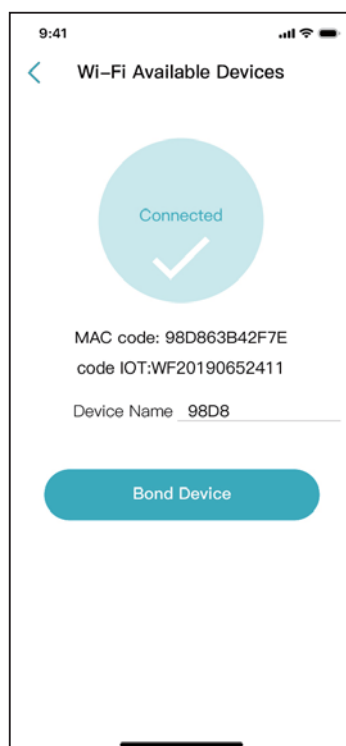 9:41
Wi-Fi Available Devices
Connected
MAC code: 98D863B42F7E
code IOT:WF20190652411
Device Name 98D8
Bond Device